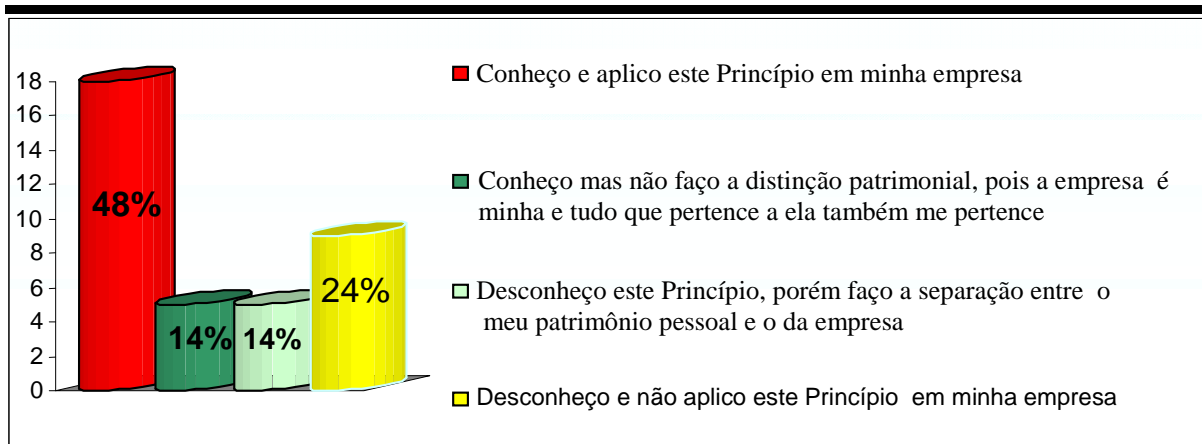 18
16
14
12
10
8
6
4
2
0
48%
14%
14%
24%
Conheço e aplico este Princípio em minha empresa
Conheço mas não faço a distinção patrimonial, pois a empresa é
minha e tudo que pertence a ela também me pertence
Desconheço este Princípio, porém faço a separação entre o
meu patrimônio pessoal e o da empresa
Desconheço e não aplico este Princípio em minha empresa